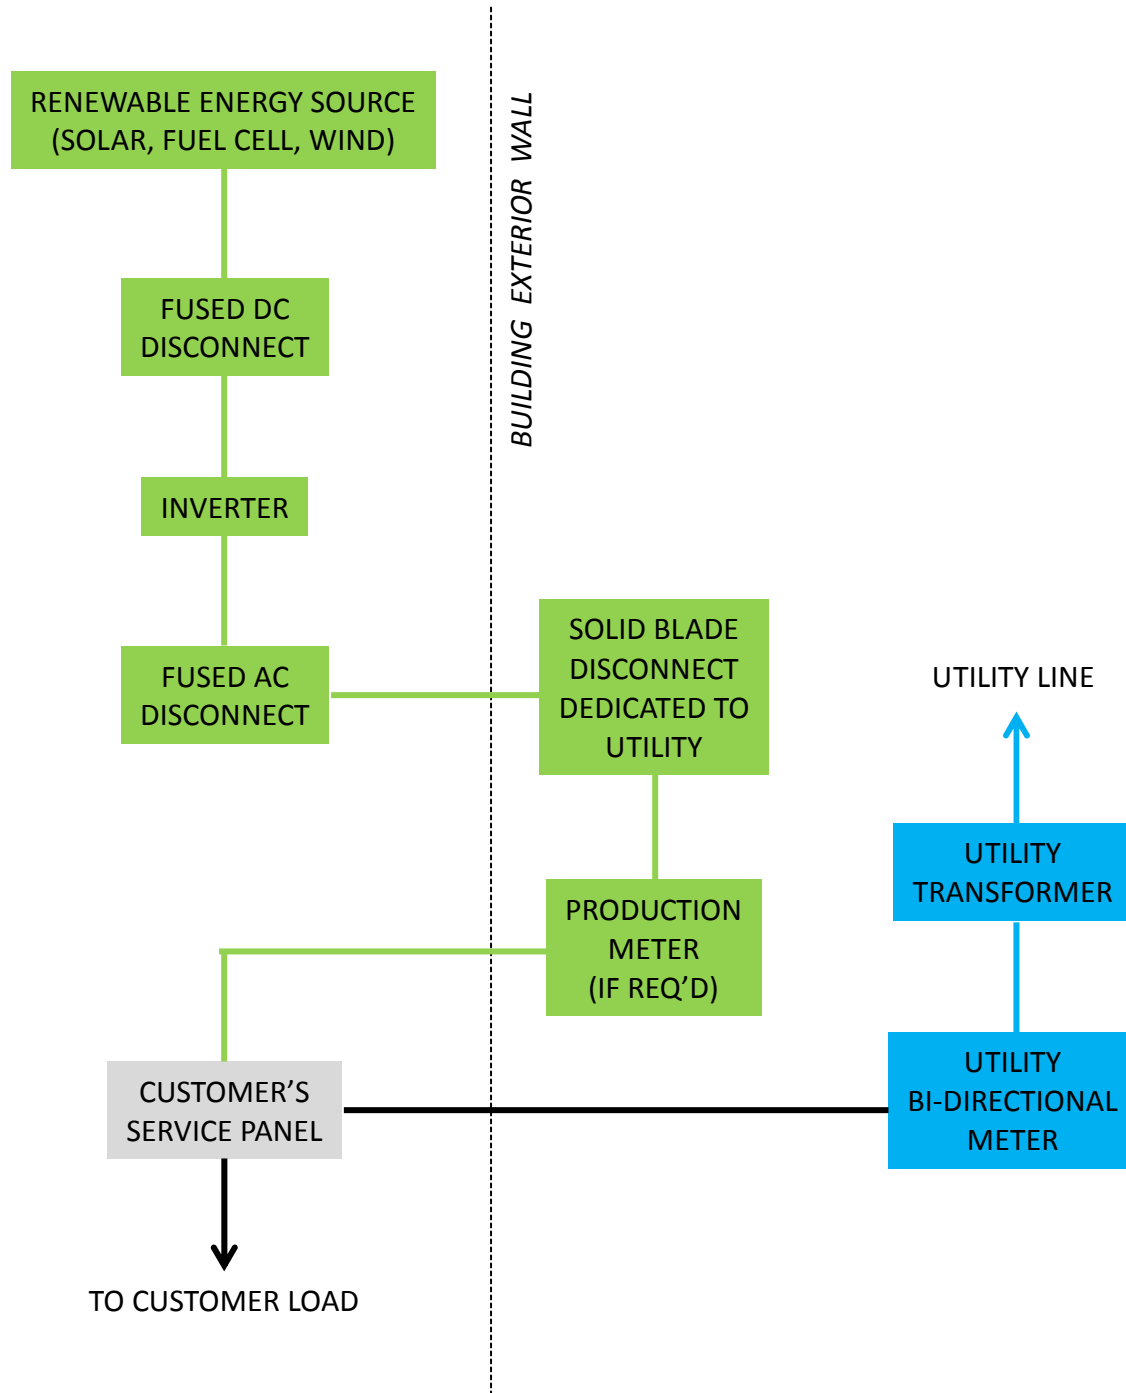 RENEWABLE ENERGY SOURCE
(SOLAR, FUEL CELL, WIND)
BUILDING EXTERIOR WALL
FUSED DC
DISCONNECT
INVERTER
FUSED AC
DISCONNECT
SOLID BLADE
DISCONNECT
DEDICATED TO
UTILITY
UTILITY LINE
UTILITY
TRANSFORMER
PRODUCTION
METER
(IF REQ’D)
CUSTOMER’S
SERVICE PANEL
UTILITY
BI-DIRECTIONAL
METER
TO CUSTOMER LOAD